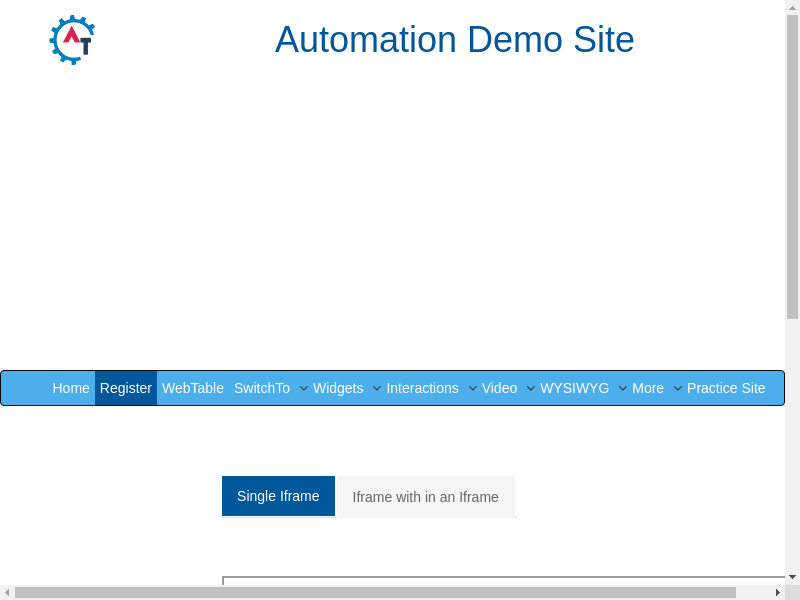 AT
Automation Demo Site
Home Register WebTable SwitchTo Widgets Interactions Video WYSIWYG More Practice Site
Single Iframe Iframe with in an Iframe